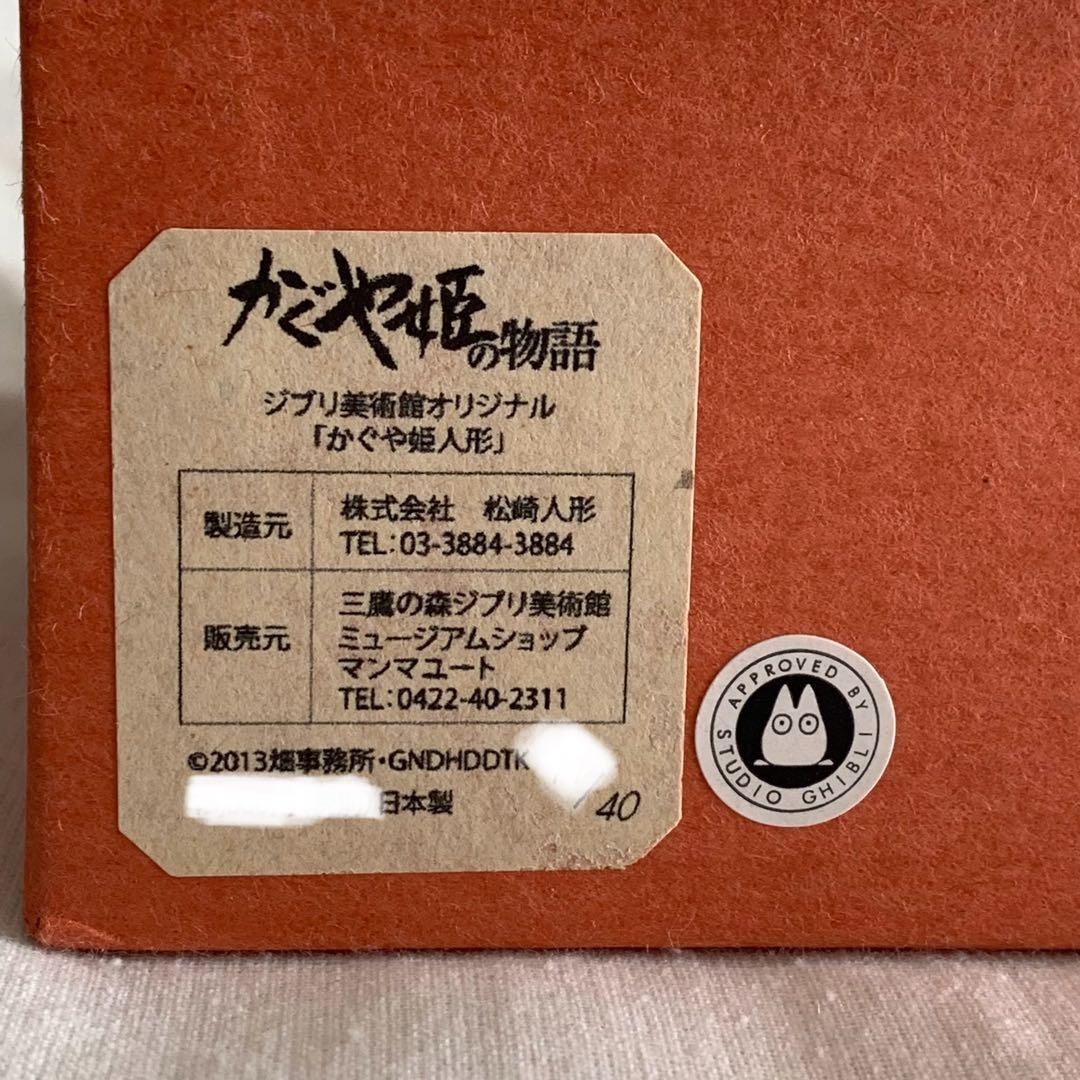 かぐや姫の物語
ジブリ美術館オリジナル
「かぐや姫人形」
製造元
株式会社 松崎人形
TEL:03-3884-3884
販売元
三鷹の森ジブリ美術館
ミュージアムショップ
マンマユート
TEL:0422-40-2311
©2013畑事務所・GNDHDDTK
日本製
/40
APPROVED BY
STUDIO GHIBLI